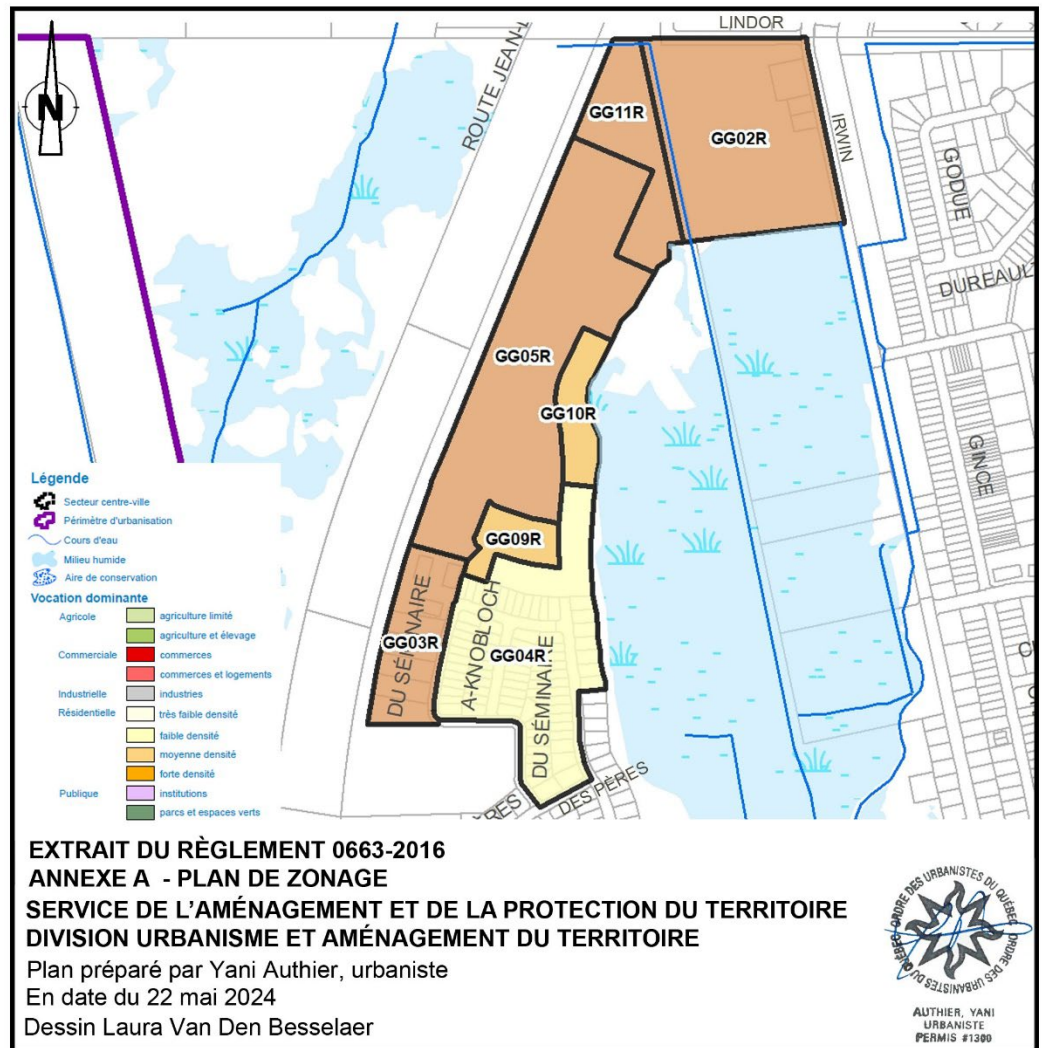 LINDOR
ROUTE JEAN-L
N
GG11R
GG02R
IRWIN
GODUE
DUREAULT
GG05R
GG10R
GINCE
GG09R
GG03R
DU SÉMINAIRE
A-KNOBLOCH
GG04R
DU SÉMINAIRE
DES PÈRES
Légende
Secteur centre-ville
Périmètre d'urbanisation
Cours d'eau
Milieu humide
Aire de conservation
Vocation dominante
Agricole agriculture limité
agriculture et élevage
Commerciale commerces
commerces et logements
Industrielle industries
Résidentielle très faible densité
faible densité
moyenne densité
forte densité
Publique institutions
parcs et espaces verts
EXTRAIT DU RÈGLEMENT 0663-2016
ANNEXE A - PLAN DE ZONAGE
SERVICE DE L'AMÉNAGEMENT ET DE LA PROTECTION DU TERRITOIRE
DIVISION URBANISME ET AMÉNAGEMENT DU TERRITOIRE
Plan préparé par Yani Authier, urbaniste
En date du 22 mai 2024
Dessin Laura Van Den Besselaer
ORDRE DES URBANISTES DU QUÉBEC
ORDRE DES URBANISTES DU QUÉBEC
AUTHIER, YANI
URBANISTE
PERMIS #1300